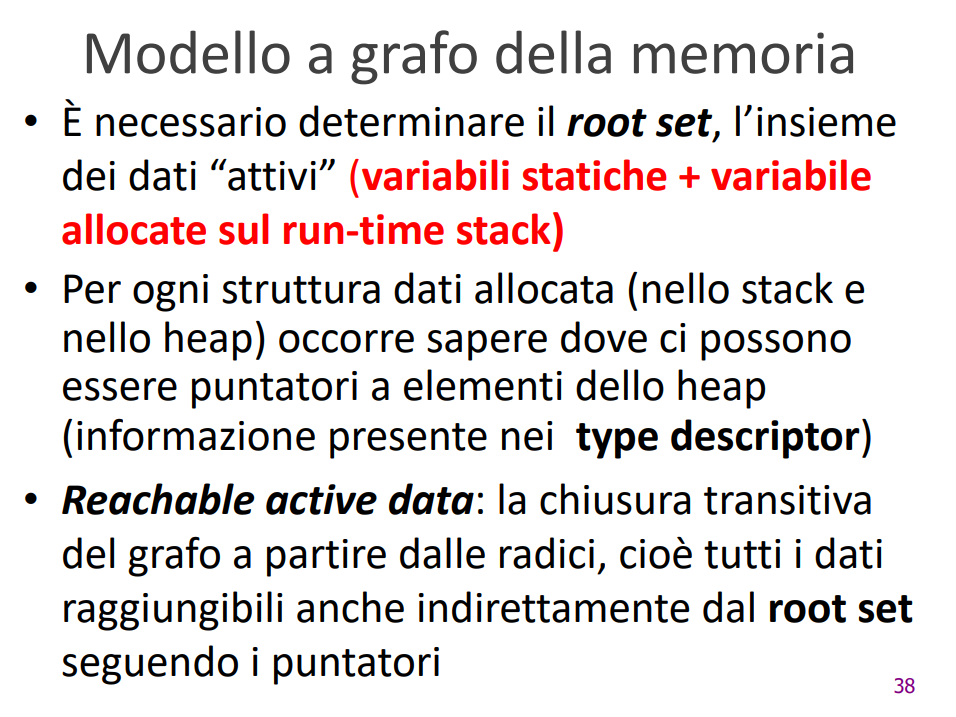 Modello a grafo della memoria
• È necessario determinare il root set, l’insieme
dei dati “attivi” (variabili statiche + variabile
allocate sul run-time stack)
• Per ogni struttura dati allocata (nello stack e
nello heap) occorre sapere dove ci possono
essere puntatori a elementi dello heap
(informazione presente nei type descriptor)
• Reachable active data: la chiusura transitiva
del grafo a partire dalle radici, cioè tutti i dati
raggiungibili anche indirettamente dal root set
seguendo i puntatori
38